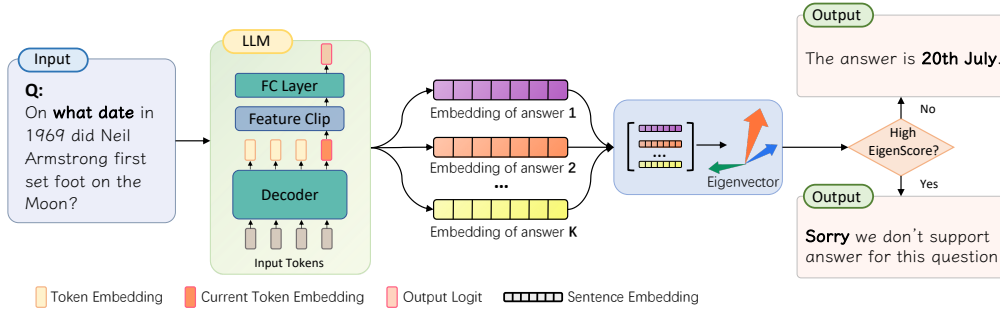 Input
Q:
On what date in
1969 did Neil
Armstrong first
set foot on the
Moon?
LLM
FC Layer
Feature Clip
Decoder
Input Tokens
Embedding of answer 1
Embedding of answer 2
...
Embedding of answer K
...
Eigenvector
High
EigenScore?
No
Yes
Output
The answer is 20th July.
Output
Sorry we don't support
answer for this question
Token Embedding
Current Token Embedding
Output Logit
Sentence Embedding